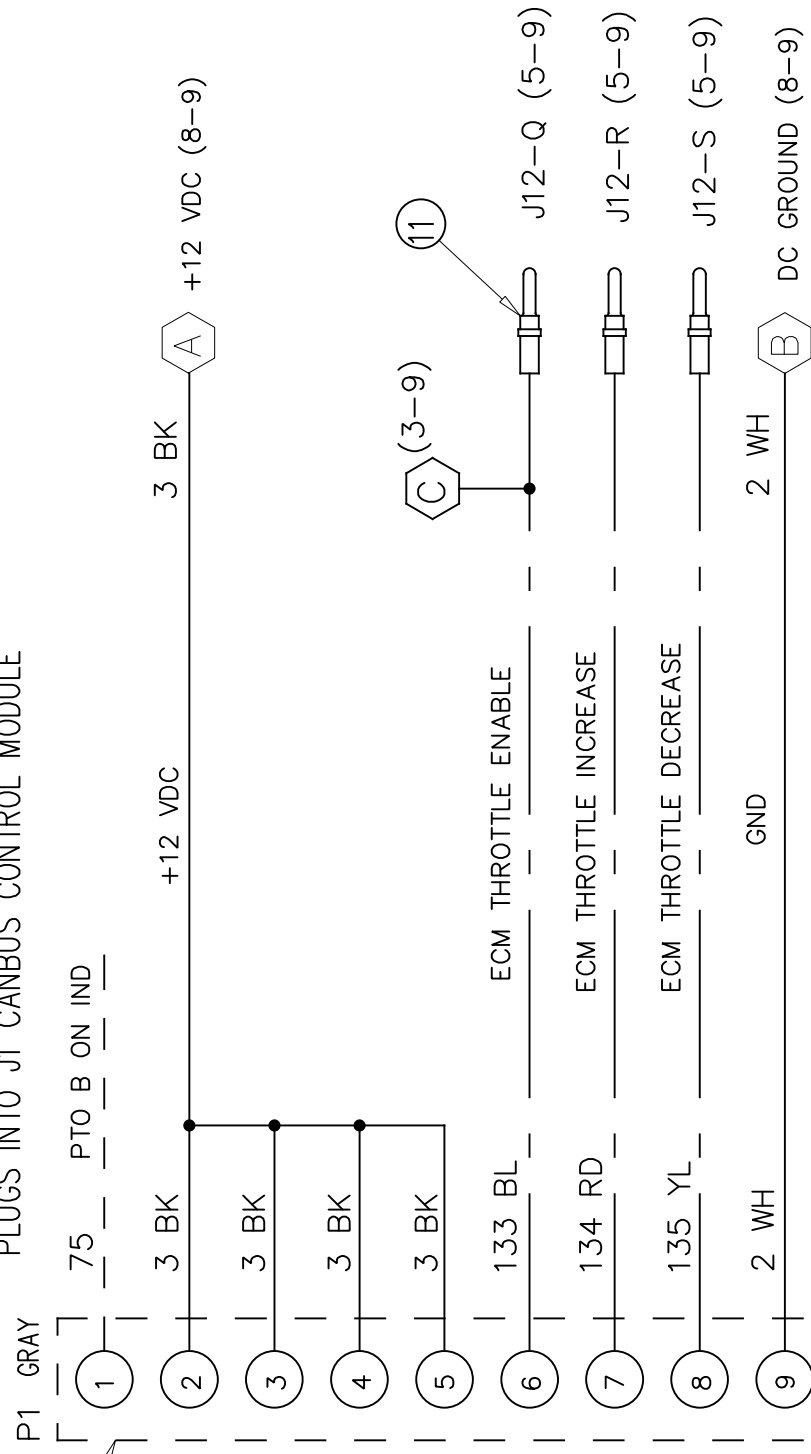 PLUGS INTO J1 CANBUS CONTROL MODULE
P1 GRAY
1 75 PTO B ON IND
2 3 BK +12 VDC 3 BK A +12 VDC (8-9)
3 3 BK
4 3 BK
5 3 BK
C (3-9)
11
6 133 BL ECM THROTTLE ENABLE J12-Q (5-9)
7 134 RD ECM THROTTLE INCREASE J12-R (5-9)
8 135 YL ECM THROTTLE DECREASE J12-S (5-9)
9 2 WH GND 2 WH B DC GROUND (8-9)